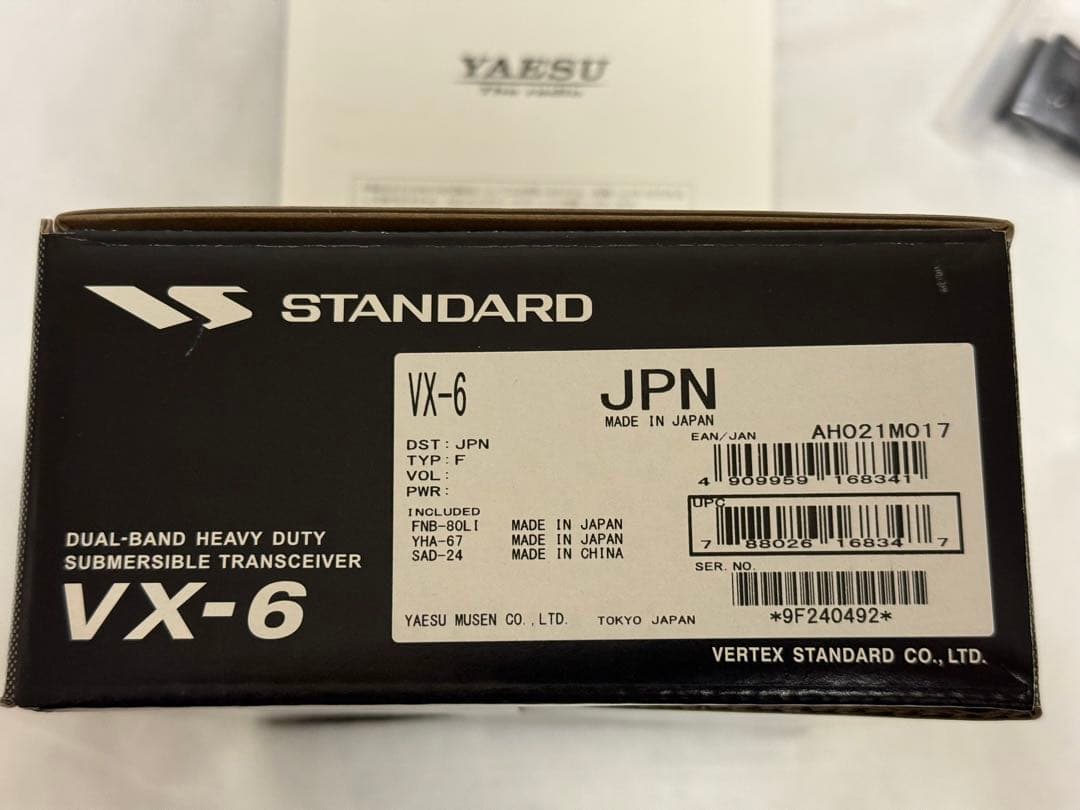 YAESU
The radio
STANDARD
VX-6
JPN
MADE IN JAPAN
EAN/JAN
AH021M017
DST: JPN
TYP: F
VOL:
PWR:
4 909959 168341
UPC
7 88026 16834 7
INCLUDED
FNB-80LI MADE IN JAPAN
YHA-67 MADE IN JAPAN
SAD-24 MADE IN CHINA
SER. NO.
*9F240492*
YAESU MUSEN CO.,LTD. TOKYO JAPAN
DUAL-BAND HEAVY DUTY
SUBMERSIBLE TRANSCEIVER
VX-6
VERTEX STANDARD CO., LTD.